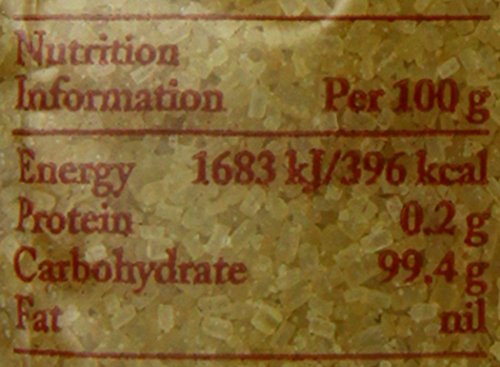 Nutrition
Information Per 100 g
Energy 1683 kJ/396 kcal
Protein 0.2 g
Carbohydrate 99.4 g
Fat nil